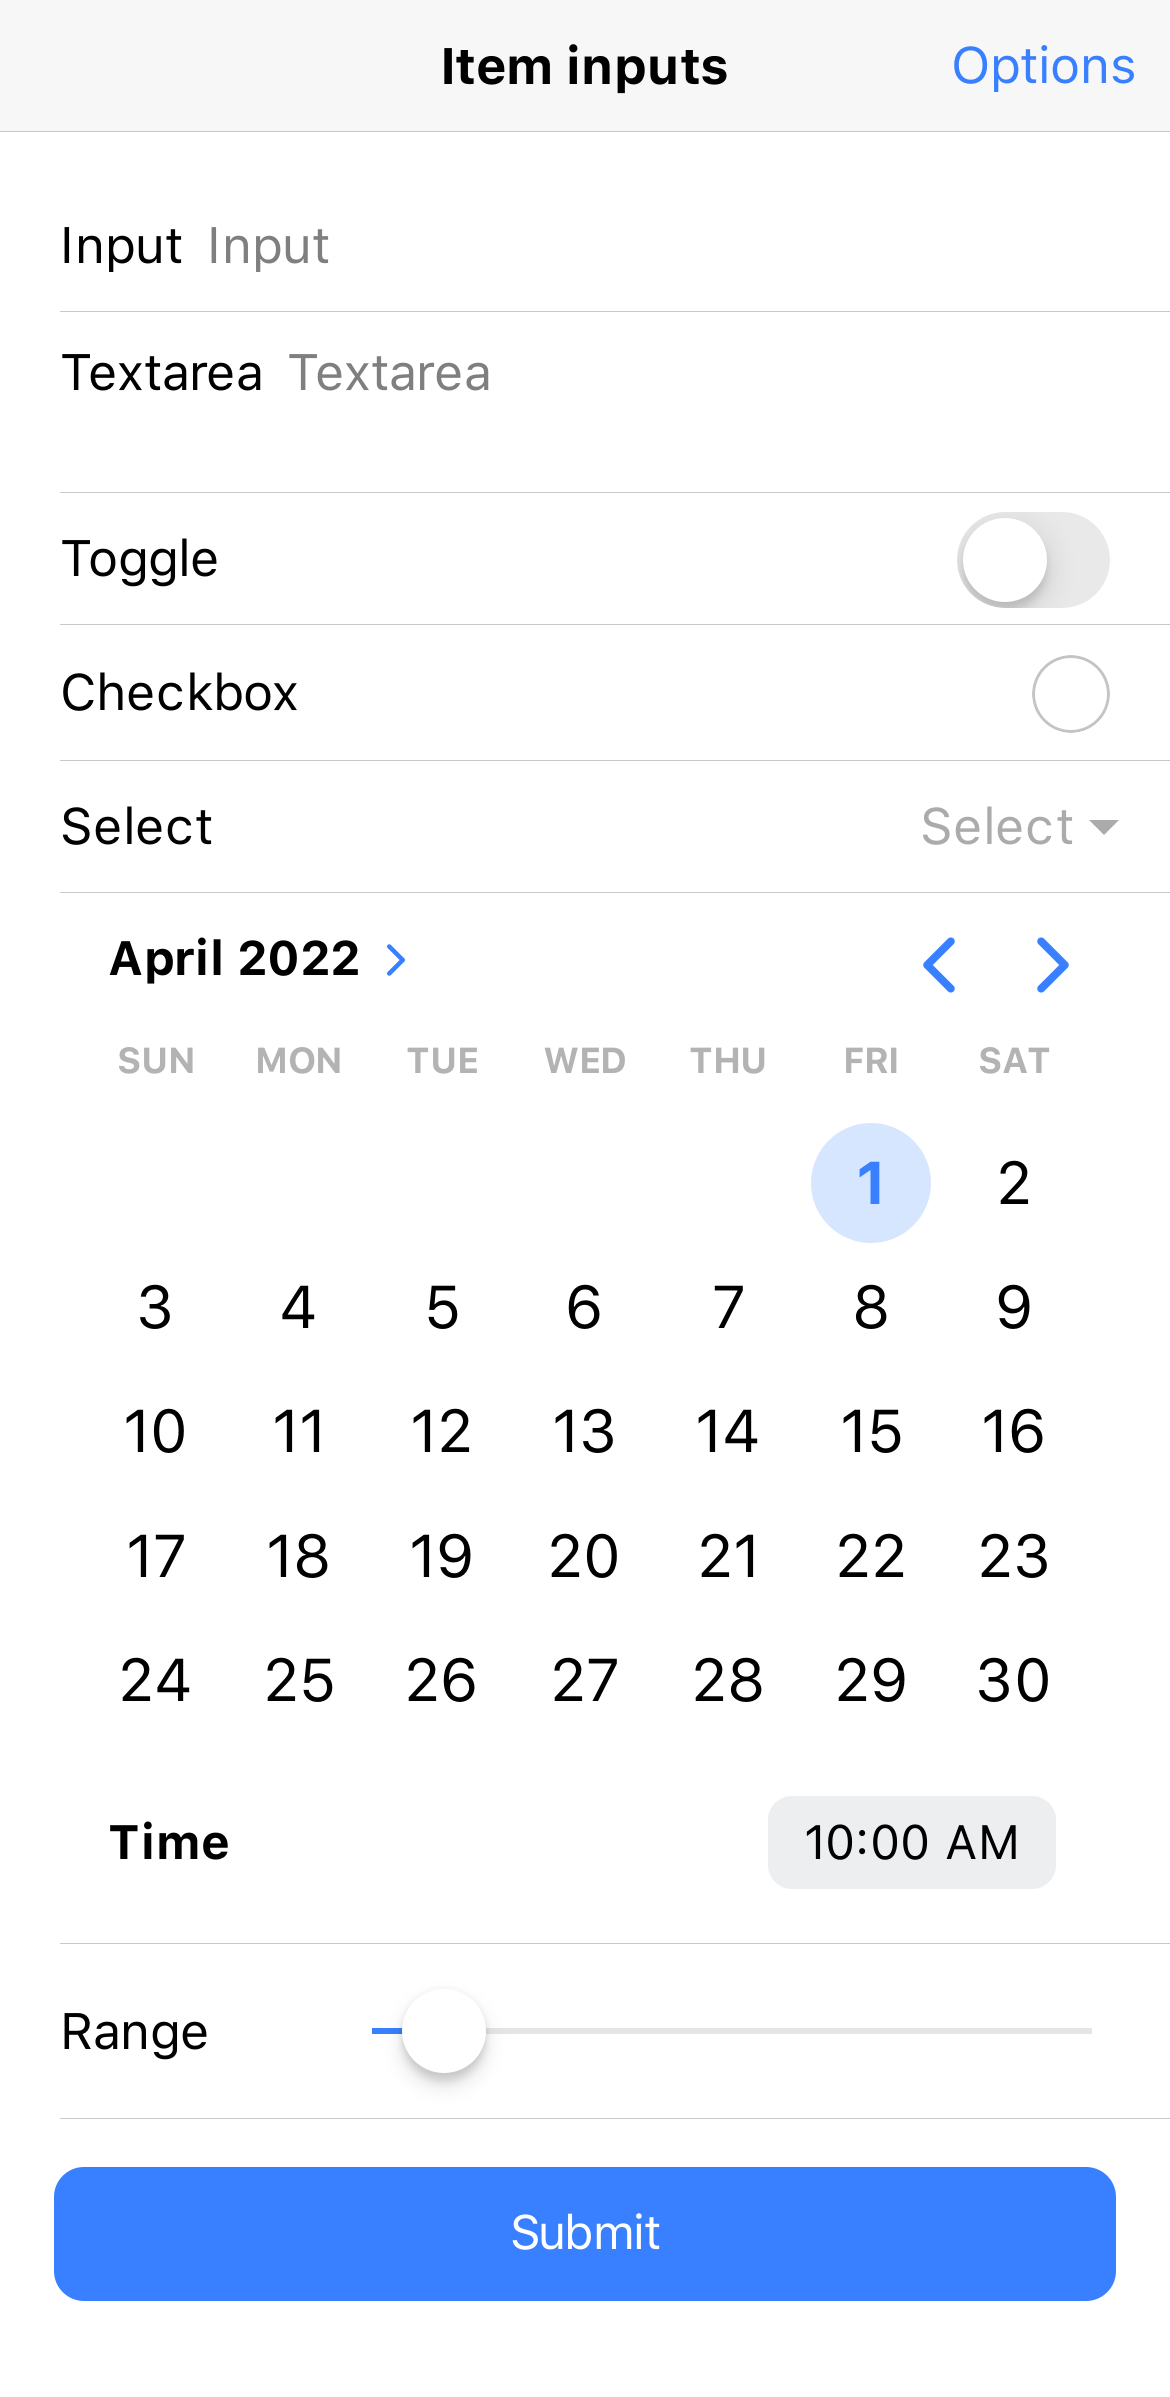 Item inputs Options
Input Input
Textarea Textarea
Toggle
Checkbox
Select Select
April 2022
SUN MON TUE WED THU FRI SAT
1 2
3 4 5 6 7 8 9
10 11 12 13 14 15 16
17 18 19 20 21 22 23
24 25 26 27 28 29 30
Time 10:00 AM
Range
Submit